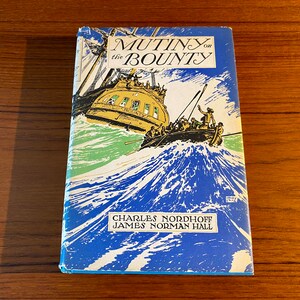 MUTINY ON
the BOUNTY
CHARLES NORDHOFF
JAMES NORMAN HALL